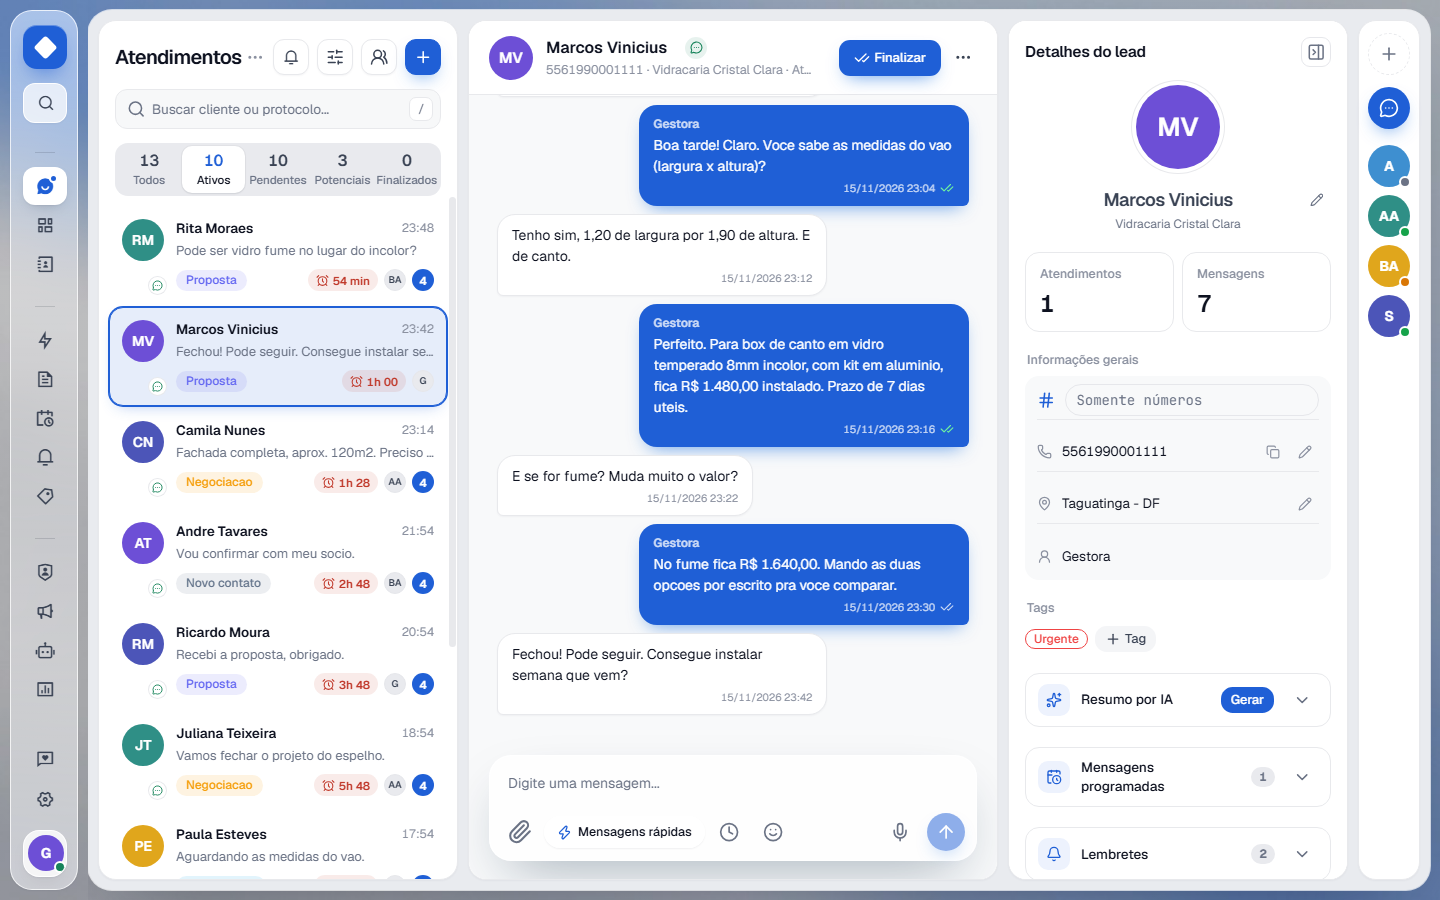 G
Atendimentos
Buscar cliente ou protocolo...
/
13
Todos
10
Ativos
10
Pendentes
3
Potenciais
0
Finalizados
RM
Rita Moraes
23:48
Pode ser vidro fume no lugar do incolor?
Proposta
54 min
BA
4
MV
Marcos Vinicius
23:42
Fechou! Pode seguir. Consegue instalar se...
Proposta
1h 00
G
CN
Camila Nunes
23:14
Fachada completa, aprox. 120m2. Preciso ...
Negociacao
1h 28
AA
4
AT
Andre Tavares
21:54
Vou confirmar com meu socio.
Novo contato
2h 48
BA
4
RM
Ricardo Moura
20:54
Recebi a proposta, obrigado.
Proposta
3h 48
G
4
JT
Juliana Teixeira
18:54
Vamos fechar o projeto do espelho.
Negociacao
5h 48
AA
4
PE
Paula Esteves
17:54
Aguardando as medidas do vao.
MV
Marcos Vinicius
5561990001111 · Vidracaria Cristal Clara · At...
Finalizar
Gestora
Boa tarde! Claro. Voce sabe as medidas do vao
(largura x altura)?
15/11/2026 23:04
Tenho sim, 1,20 de largura por 1,90 de altura. E
de canto.
15/11/2026 23:12
Gestora
Perfeito. Para box de canto em vidro
temperado 8mm incolor, com kit em aluminio,
fica R$ 1.480,00 instalado. Prazo de 7 dias
uteis.
15/11/2026 23:16
E se for fume? Muda muito o valor?
15/11/2026 23:22
Gestora
No fume fica R$ 1.640,00. Mando as duas
opcoes por escrito pra voce comparar.
15/11/2026 23:30
Fechou! Pode seguir. Consegue instalar
semana que vem?
15/11/2026 23:42
Digite uma mensagem...
Mensagens rápidas
Detalhes do lead
MV
Marcos Vinicius
Vidracaria Cristal Clara
Atendimentos
1
Mensagens
7
Informações gerais
Somente números
5561990001111
Taguatinga - DF
Gestora
Tags
Urgente
Tag
Resumo por IA
Gerar
Mensagens
programadas
1
Lembretes
2
A
AA
BA
S